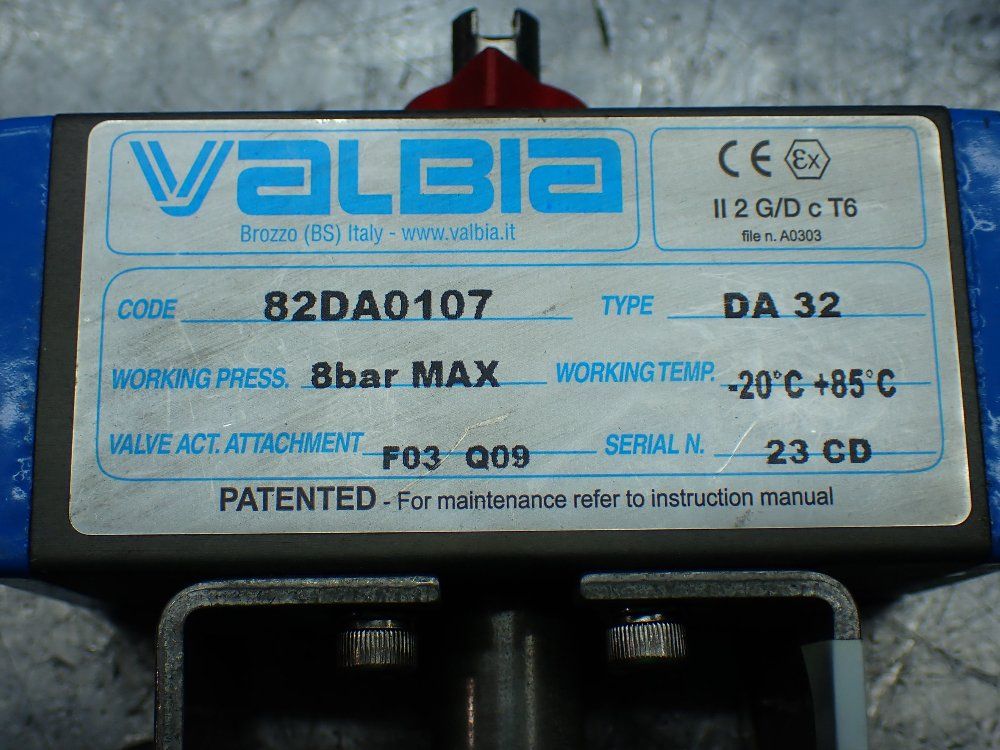 VALBIA
Brozzo (BS) Italy - www.valbia.it
CE Ex
II 2 G/D c T6
file n. A0303
CODE 82DA0107 TYPE DA 32
WORKING PRESS. 8bar MAX WORKING TEMP. -20°C +85°C
VALVE ACT. ATTACHMENT F03 Q09 SERIAL N. 23 CD
PATENTED - For maintenance refer to instruction manual